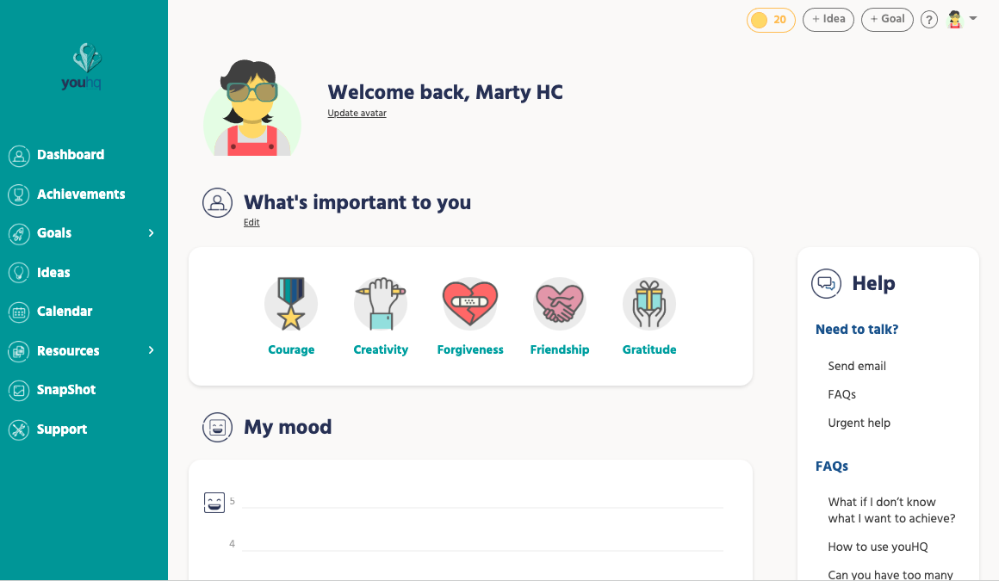 20
+ Idea
+ Goal
?
youhq
Dashboard
Achievements
Goals
Ideas
Calendar
Resources
SnapShot
Support
Welcome back, Marty HC
Update avatar
What's important to you
Edit
Courage
Creativity
Forgiveness
Friendship
Gratitude
My mood
5
4
Help
Need to talk?
Send email
FAQs
Urgent help
FAQs
What if I don’t know
what I want to achieve?
How to use youHQ
Can you have too many